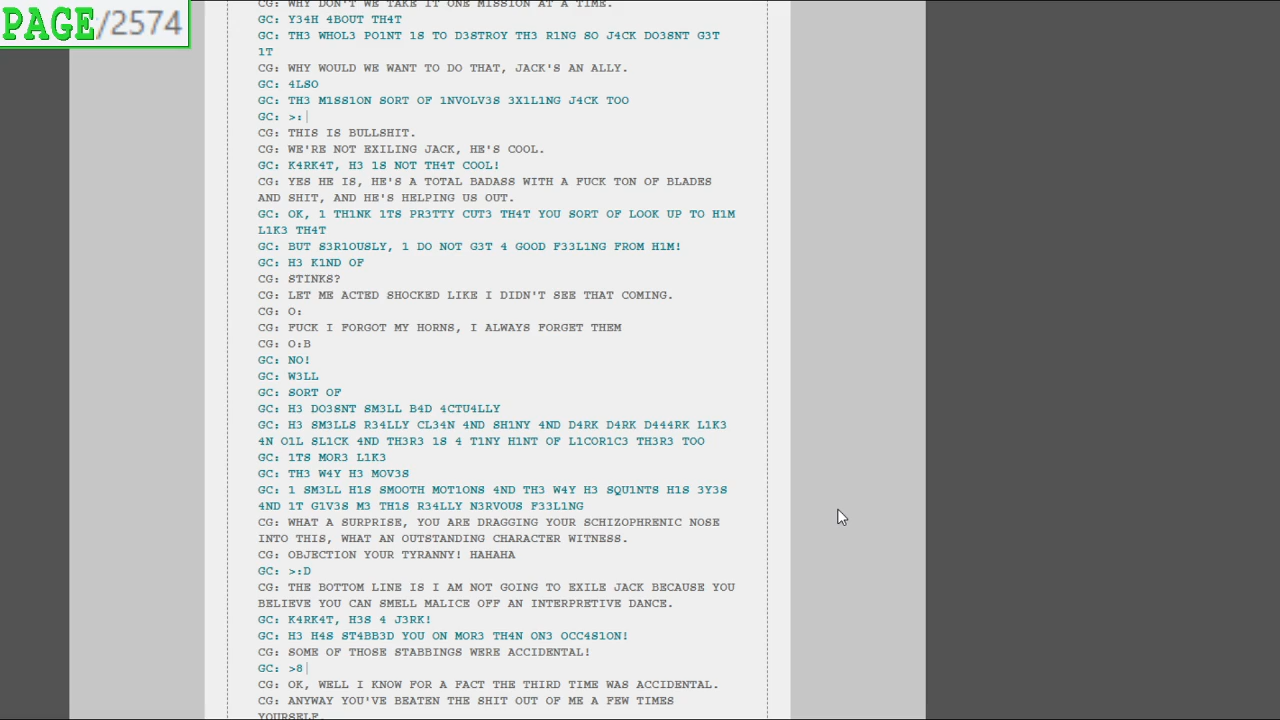 PAGE/2574
CG: WHY DON'T WE TAKE IT ONE MISSION AT A TIME.
GC: Y34H 4BOUT TH4T
GC: TH3 WHOL3 PO1NT 1S TO D3STROY TH3 R1NG SO J4CK DO3SNT G3T
1T
CG: WHY WOULD WE WANT TO DO THAT, JACK'S AN ALLY.
GC: 4LSO
GC: TH3 M1SS1ON SORT OF 1NVOLV3S 3X1L1NG J4CK TOO
GC: >:|
CG: THIS IS BULLSHIT.
CG: WE'RE NOT EXILING JACK, HE'S COOL.
GC: K4RK4T, H3 1S NOT TH4T COOL!
CG: YES HE IS, HE'S A TOTAL BADASS WITH A FUCK TON OF BLADES
AND SHIT, AND HE'S HELPING US OUT.
GC: OK, 1 TH1NK 1TS PR3TTY CUT3 TH4T YOU SORT OF LOOK UP TO H1M
L1K3 TH4T
GC: BUT S3R1OUSLY, 1 DO NOT G3T 4 GOOD F33L1NG FROM H1M!
GC: H3 K1ND OF
CG: STINKS?
CG: LET ME ACTED SHOCKED LIKE I DIDN'T SEE THAT COMING.
CG: O:
CG: FUCK I FORGOT MY HORNS, I ALWAYS FORGET THEM
CG: O:B
GC: NO!
GC: W3LL
GC: SORT OF
GC: H3 DO3SNT SM3LL B4D 4CTU4LLY
GC: H3 SM3LLS R34LLY CL34N 4ND SH1NY 4ND D4RK D4RK D444RK L1K3
4N O1L SL1CK 4ND TH3R3 1S 4 T1NY H1NT OF L1COR1C3 TH3R3 TOO
GC: 1TS MOR3 L1K3
GC: TH3 W4Y H3 MOV3S
GC: 1 SM3LL H1S SMOOTH MOT1ONS 4ND TH3 W4Y H3 SQU1NTS H1S 3Y3S
4ND 1T G1V3S M3 TH1S R34LLY N3RVOUS F33L1NG
CG: WHAT A SURPRISE, YOU ARE DRAGGING YOUR SCHIZOPHRENIC NOSE
INTO THIS, WHAT AN OUTSTANDING CHARACTER WITNESS.
CG: OBJECTION YOUR TYRANNY! HAHAHA
GC: >:D
CG: THE BOTTOM LINE IS I AM NOT GOING TO EXILE JACK BECAUSE YOU
BELIEVE YOU CAN SMELL MALICE OFF AN INTERPRETIVE DANCE.
GC: K4RK4T, H3S 4 J3RK!
GC: H3 H4S ST4BB3D YOU ON MOR3 TH4N ON3 OCC4S1ON!
CG: SOME OF THOSE STABBINGS WERE ACCIDENTAL!
GC: >8|
CG: OK, WELL I KNOW FOR A FACT THE THIRD TIME WAS ACCIDENTAL.
CG: ANYWAY YOU'VE BEATEN THE SHIT OUT OF ME A FEW TIMES
YOURSELF.